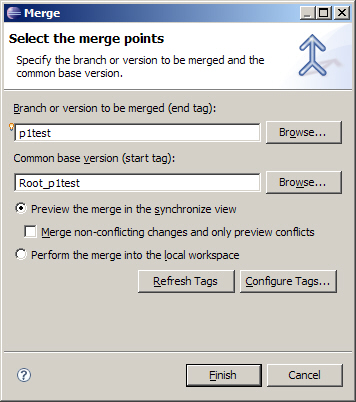 Merge
Select the merge points
Specify the branch or version to be merged and the
common base version.
Branch or version to be merged (end tag):
p1test
Browse...
Common base version (start tag):
Root_p1test
Browse...
Preview the merge in the synchronize view
Merge non-conflicting changes and only preview conflicts
Perform the merge into the local workspace
Refresh Tags
Configure Tags...
?
Finish
Cancel